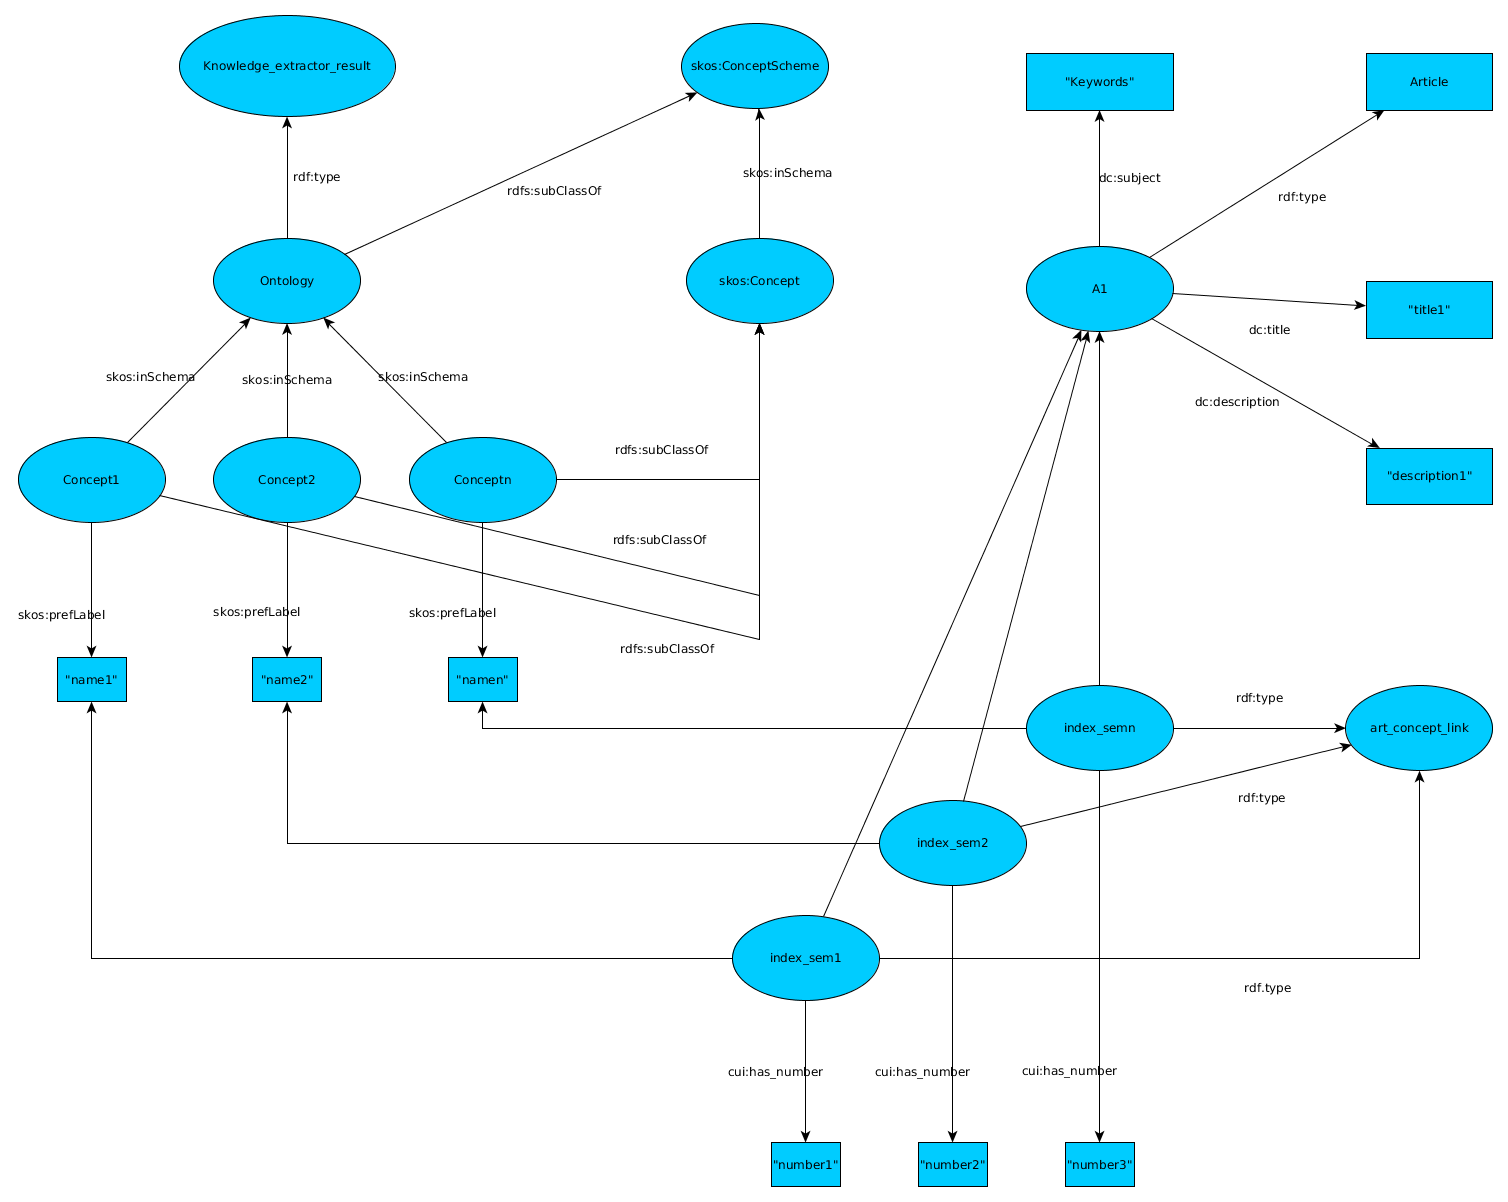 Knowledge_extractor_result
skos:ConceptScheme
"Keywords"
Article
rdf:type
rdfs:subClassOf
skos:inSchema
dc:subject
rdf:type
Ontology
skos:Concept
A1
"title1"
dc:title
skos:inSchema
skos:inSchema
skos:inSchema
dc:description
rdfs:subClassOf
Concept1
Concept2
Conceptn
"description1"
rdfs:subClassOf
skos:prefLabel
skos:prefLabel
skos:prefLabel
rdfs:subClassOf
"name1"
"name2"
"namen"
rdf:type
index_semn
art_concept_link
rdf:type
index_sem2
index_sem1
rdf.type
cui:has_number
cui:has_number
cui:has_number
"number1"
"number2"
"number3"